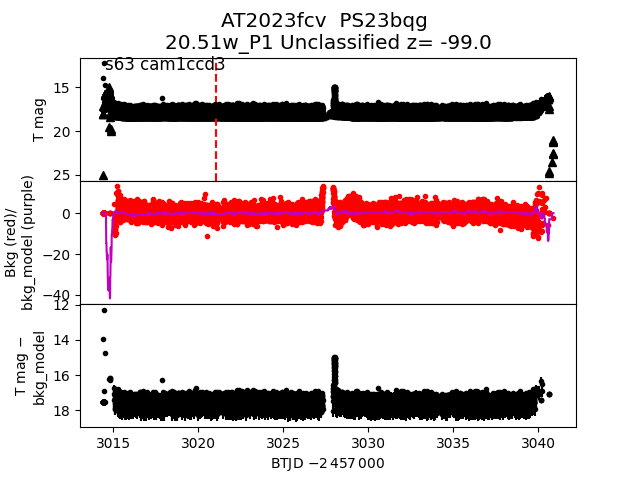 AT2023fcv  PS23bqg
20.51w_P1 Unclassified z= -99.0
s63 cam1ccd3
T mag
15
20
25
Bkg (red)/
bkg_model (purple)
0
−20
−40
T mag −
bkg_model
12
14
16
18
3015 3020 3025 3030 3035 3040
BTJD −2 457 000